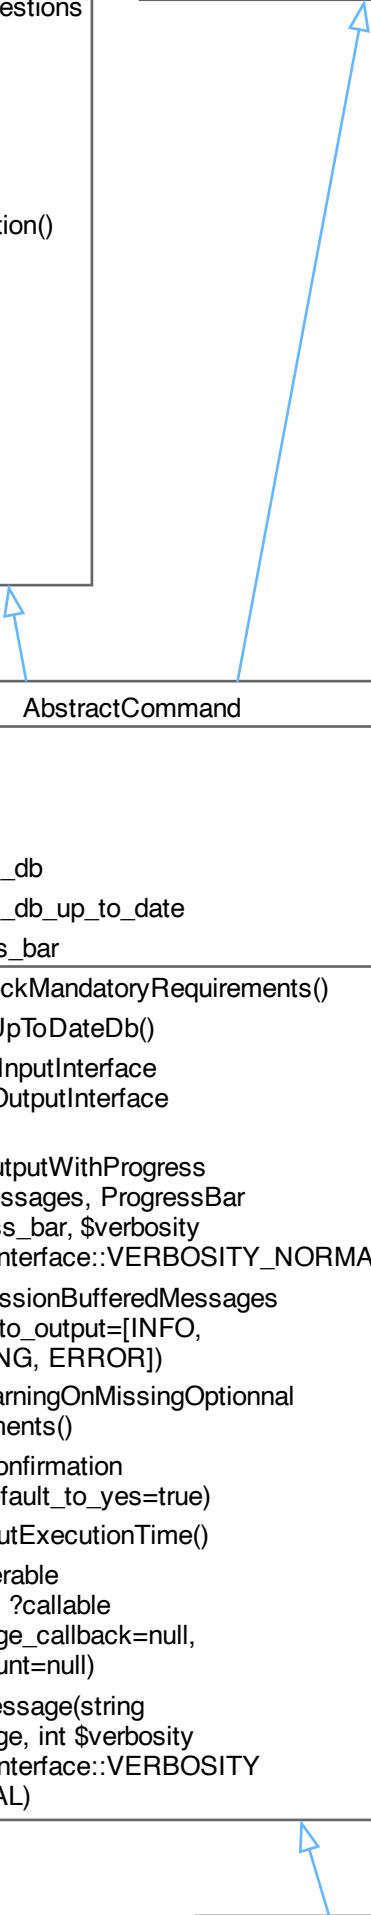 estions
tion()
AbstractCommand
_db
_db_up_to_date
s_bar
ckMandatoryRequirements()
UpToDateDb()
InputInterface
OutputInterface
utputWithProgress
essages, ProgressBar
ss_bar, $verbosity
nterface::VERBOSITY_NORMA
ssionBufferedMessages
to_output=[INFO,
NG, ERROR])
arningOnMissingOptionnal
ments()
onfirmation
fault_to_yes=true)
utExecutionTime()
erable
, ?callable
ge_callback=null,
unt=null)
essage(string
ge, int $verbosity
nterface::VERBOSITY
AL)